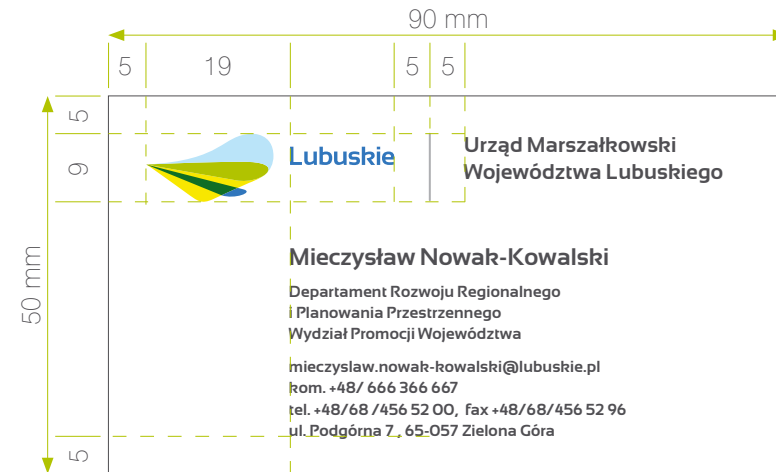 90 mm
5 19 5 5
5
9
50 mm
5
Lubuskie
Urząd Marszałkowski
Województwa Lubuskiego
Mieczysław Nowak-Kowalski
Departament Rozwoju Regionalnego
i Planowania Przestrzennego
Wydział Promocji Województwa
mieczyslaw.nowak-kowalski@lubuskie.pl
kom. +48/ 666 366 667
tel. +48/68 /456 52 00, fax +48/68/456 52 96
ul. Podgórna 7 , 65-057 Zielona Góra